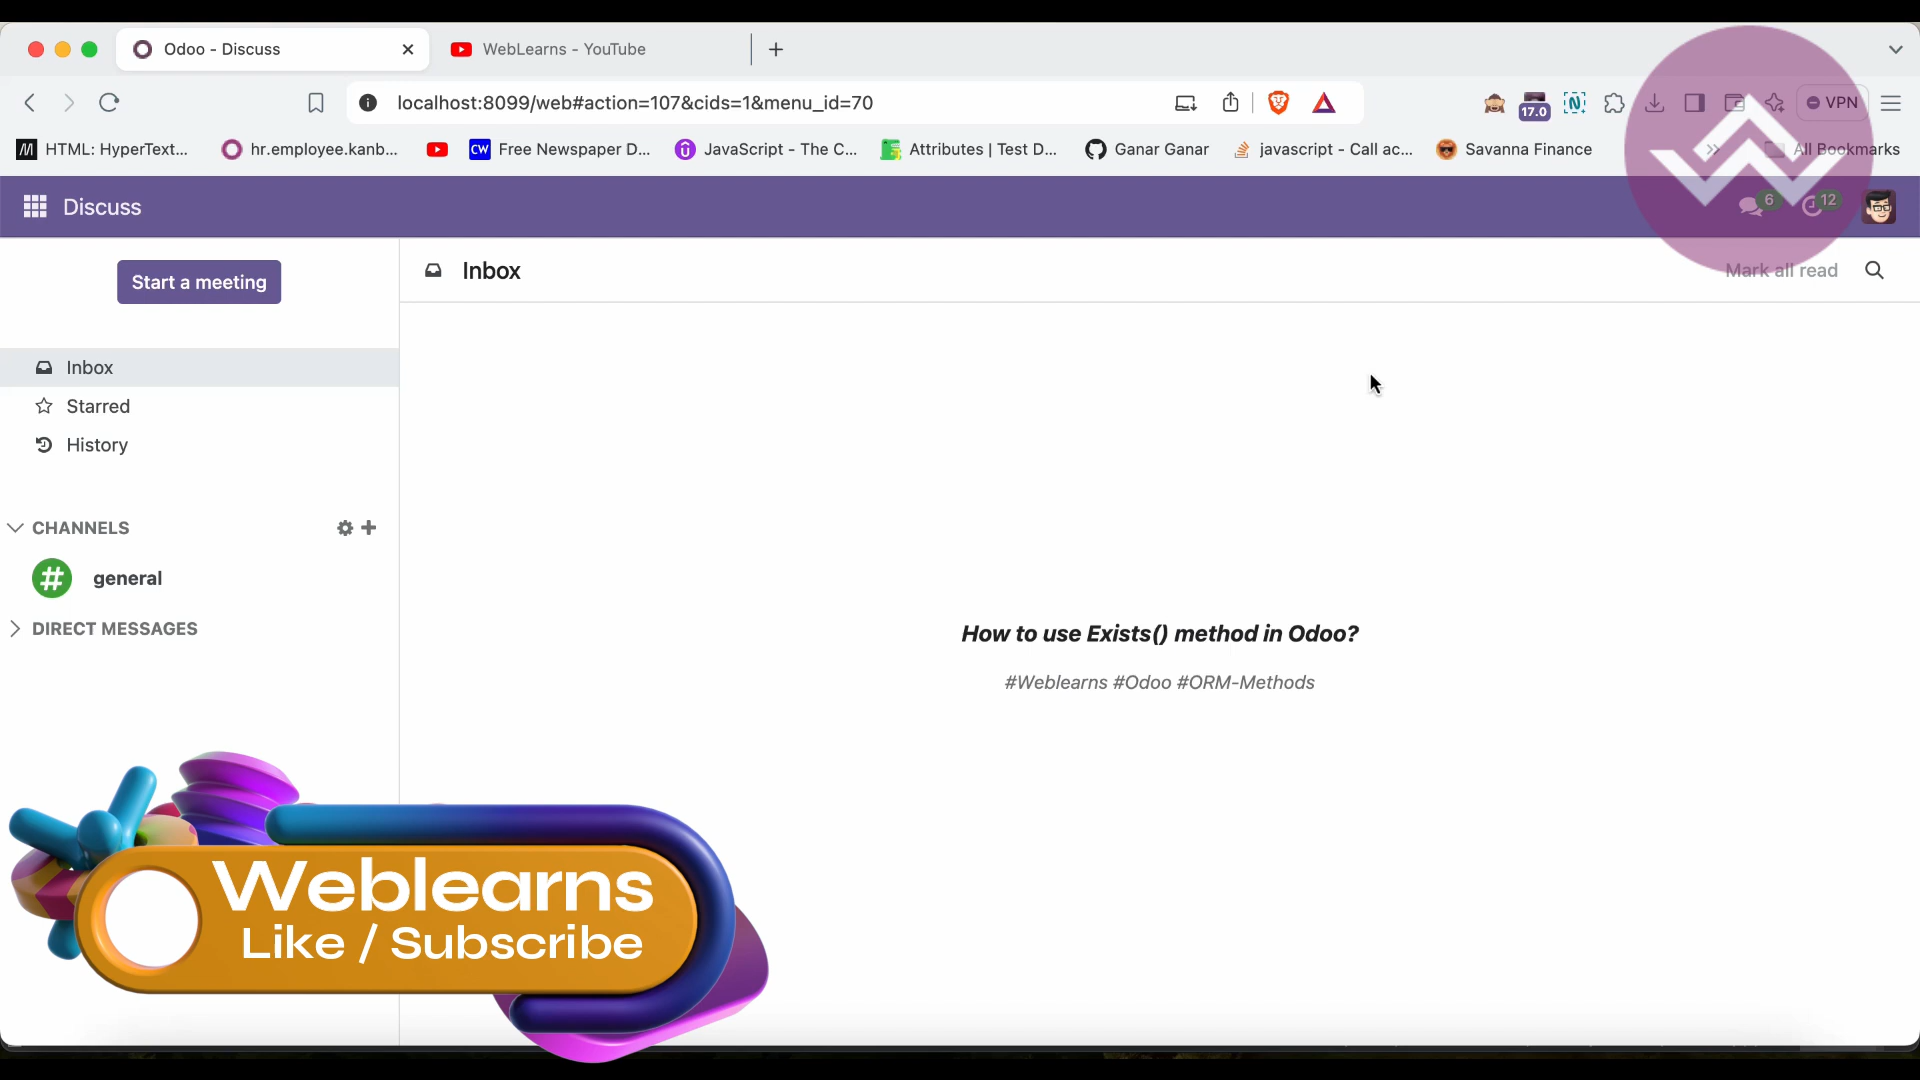 Odoo - Discuss
WebLearns - YouTube
localhost:8099/web#action=107&cids=1&menu_id=70
17.0
VPN
HTML: HyperText...
hr.employee.kanb...
CW
Free Newspaper D...
JavaScript - The C...
Attributes | Test D...
Ganar Ganar
javascript - Call ac...
Savanna Finance
All Bookmarks
Discuss
6
12
Start a meeting
Inbox
Mark all read
Inbox
Starred
History
CHANNELS
general
DIRECT MESSAGES
How to use Exists() method in Odoo?
#Weblearns #Odoo #ORM-Methods
Weblearns
Like / Subscribe